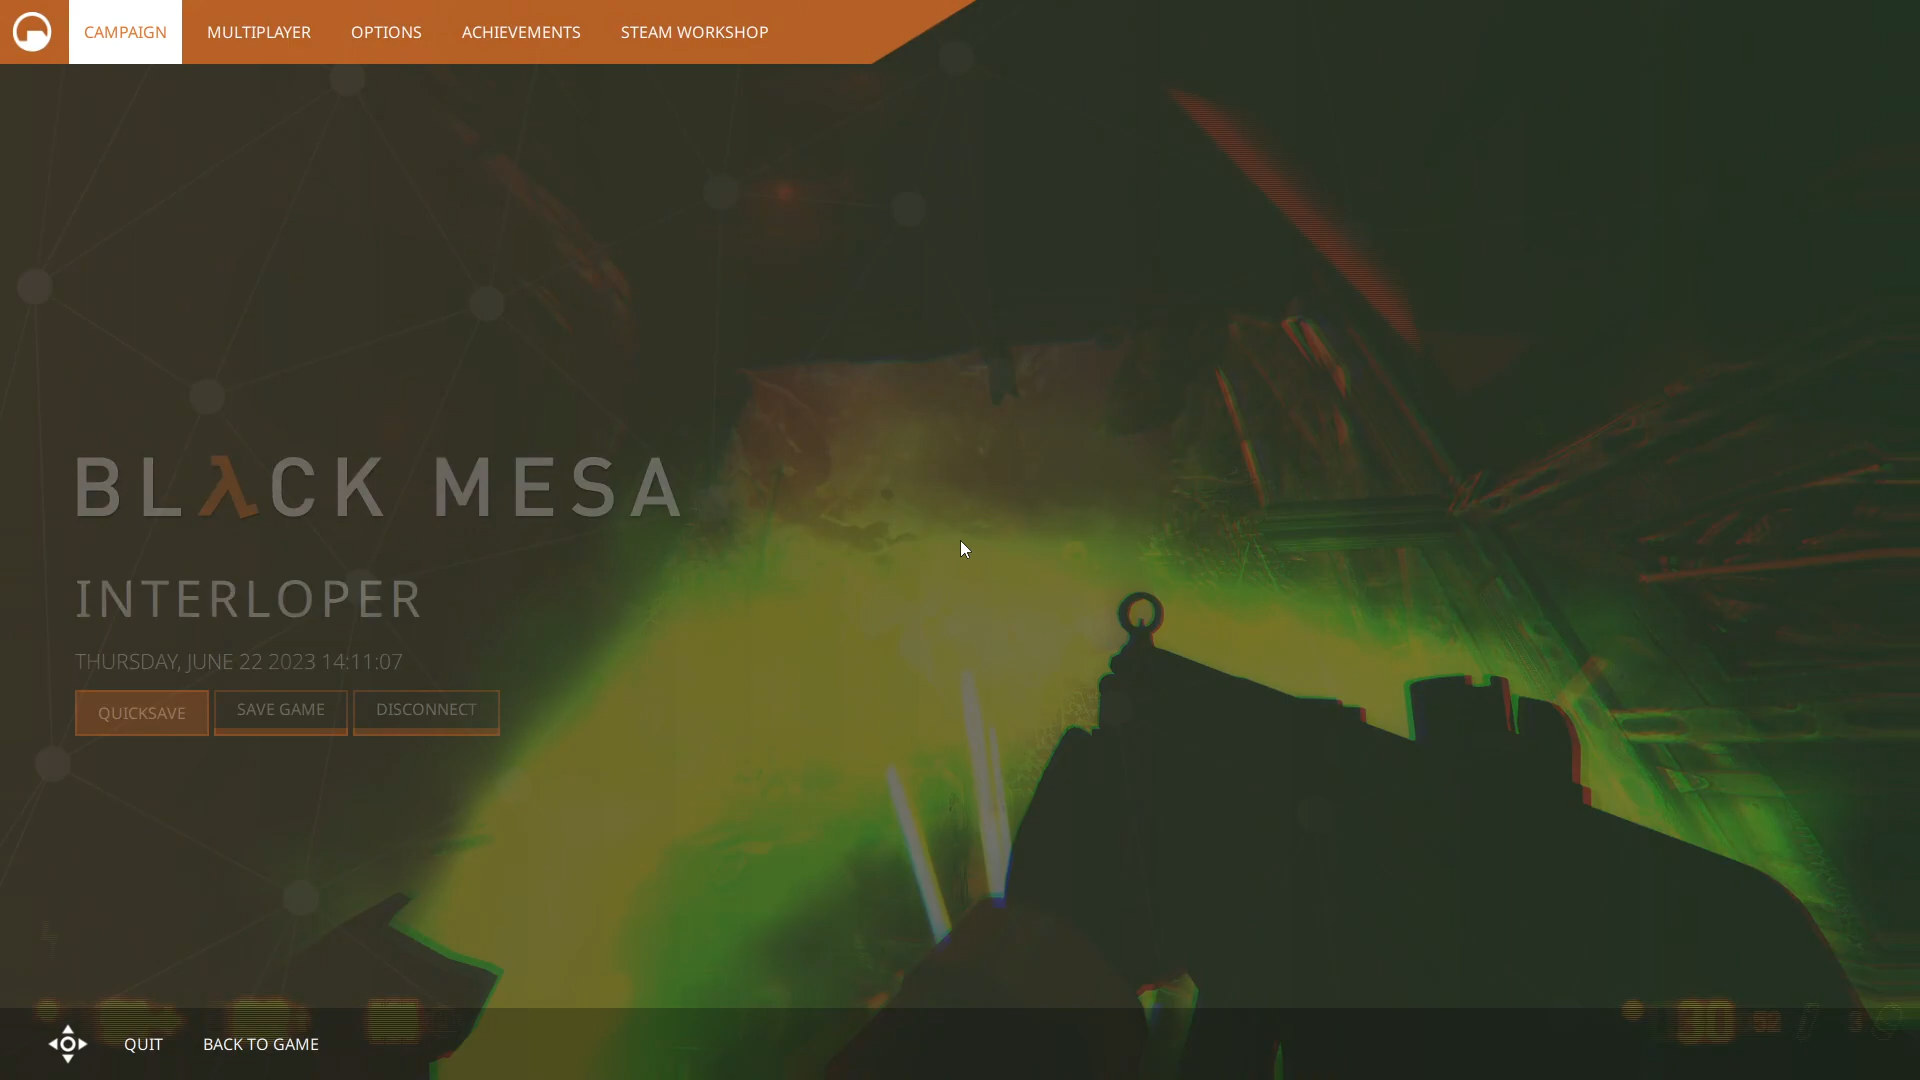 CAMPAIGN MULTIPLAYER OPTIONS ACHIEVEMENTS STEAM WORKSHOP
BLλCK MESA
INTERLOPER
THURSDAY, JUNE 22 2023 14:11:07
QUICKSAVE SAVE GAME DISCONNECT
QUIT BACK TO GAME